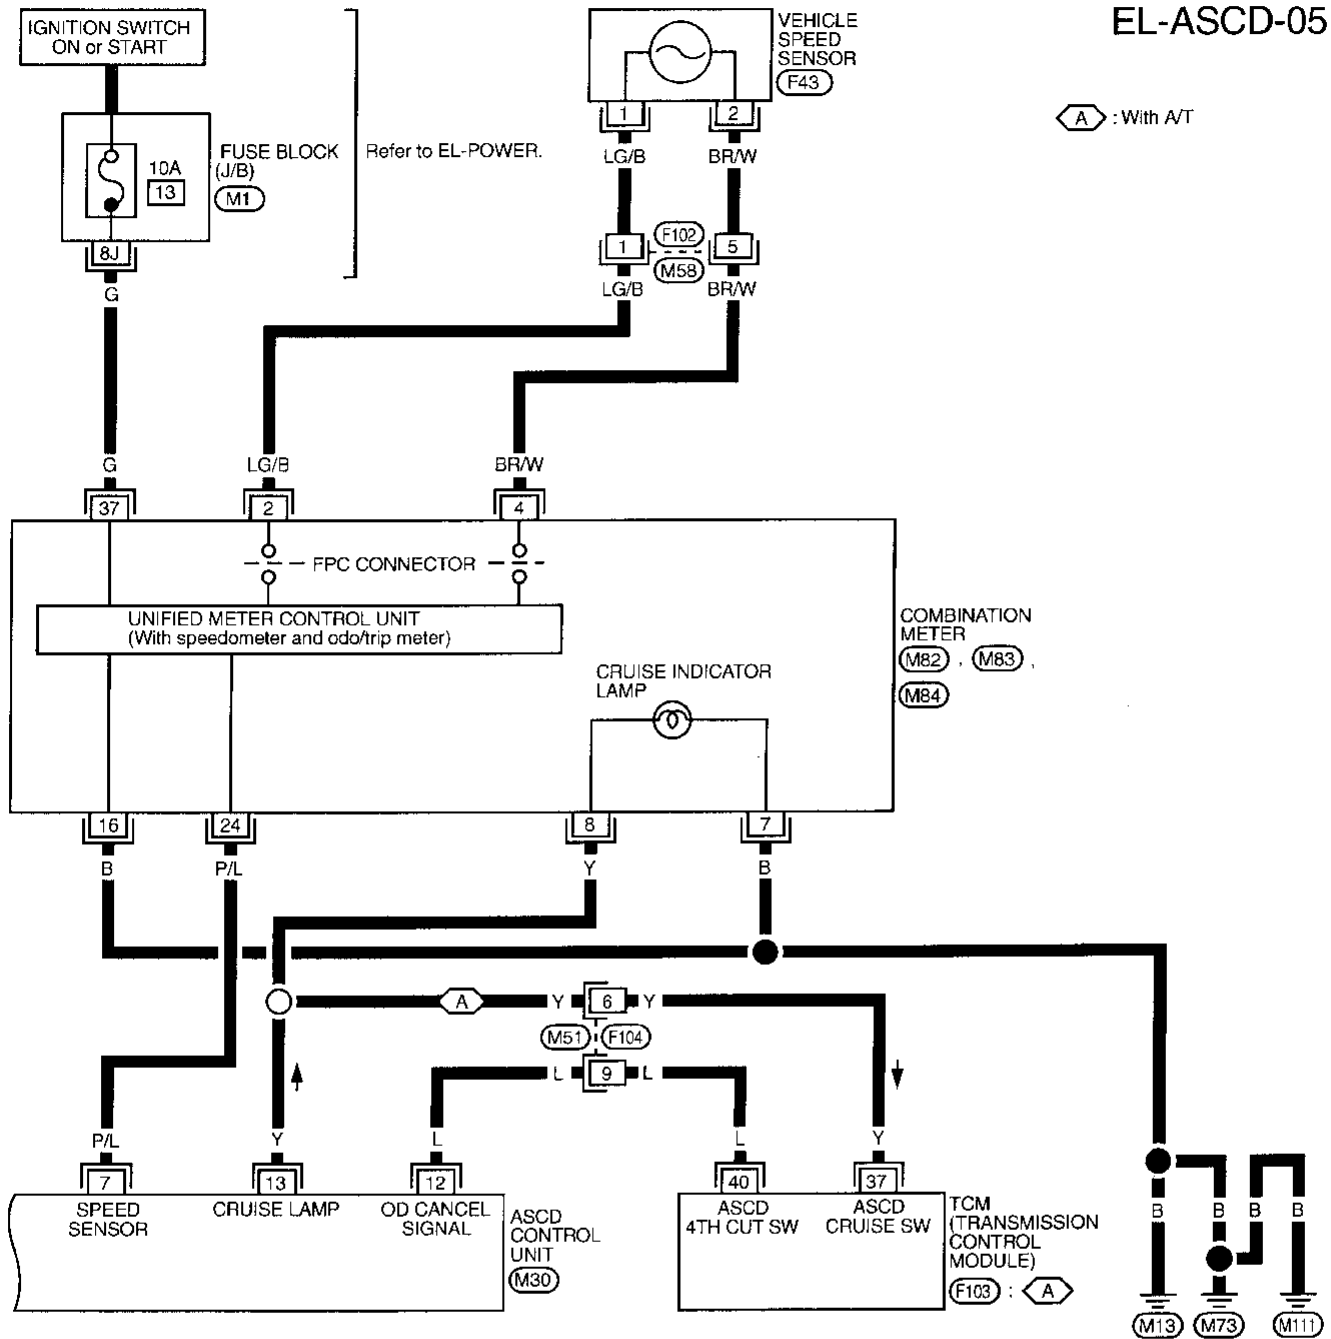 EL-ASCD-05
IGNITION SWITCH
ON or START
VEHICLE
SPEED
SENSOR
F43
A : With A/T
1
2
FUSE BLOCK
(J/B)
M1
Refer to EL-POWER.
10A
13
LG/B
BR/W
8J
1
F102
M58
5
G
LG/B
BR/W
G
LG/B
BR/W
37
2
4
FPC CONNECTOR
UNIFIED METER CONTROL UNIT
(With speedometer and odo/trip meter)
COMBINATION
METER
M82 , M83 ,
M84
CRUISE INDICATOR
LAMP
16
24
8
7
B
P/L
Y
B
A
Y
6
Y
M51
F104
L
9
L
P/L
Y
L
L
Y
7
13
12
40
37
SPEED
SENSOR
CRUISE LAMP
OD CANCEL
SIGNAL
ASCD
CONTROL
UNIT
M30
ASCD
4TH CUT SW
ASCD
CRUISE SW
TCM
(TRANSMISSION
CONTROL
MODULE)
F103 : A
B
B
B
B
M13
M73
M111